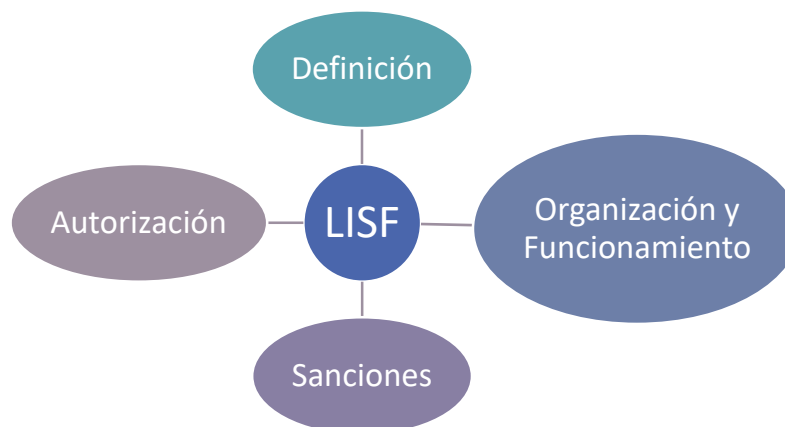 Definición
Autorización
LISF
Organización y
Funcionamiento
Sanciones